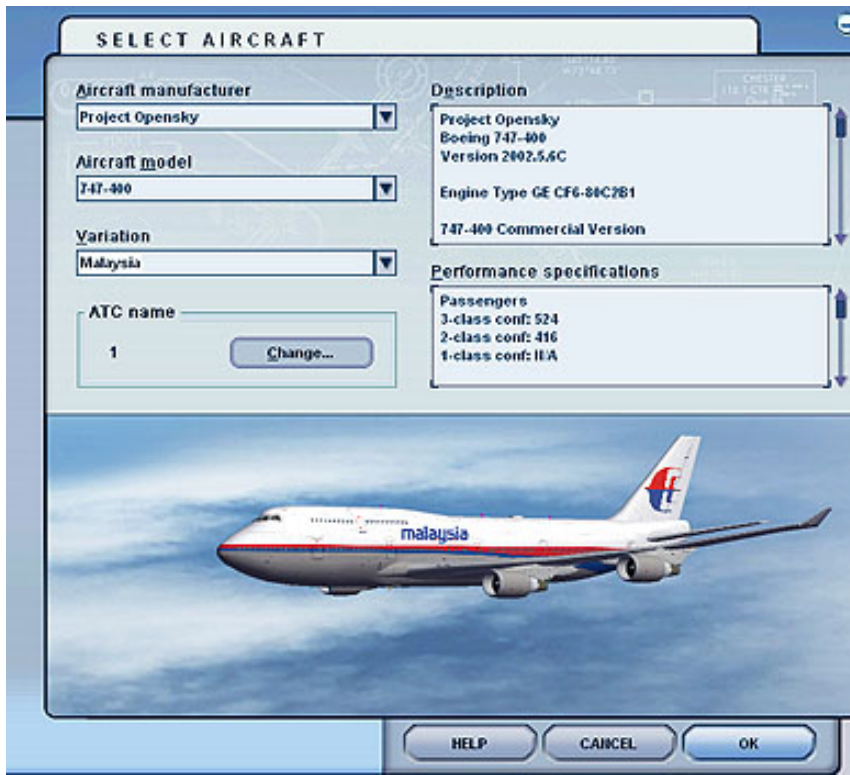 SELECT AIRCRAFT
Aircraft manufacturer
Project Opensky
Aircraft model
747-400
Variation
Malaysia
ATC name
1
Change...
Description
Project Opensky
Boeing 747-400
Version 2002.5.6C
Engine Type GE CF6-80C2B1
747-400 Commercial Version
Performance specifications
Passengers
3-class conf: 524
2-class conf: 416
1-class conf: N/A
malaysia
HELP
CANCEL
OK